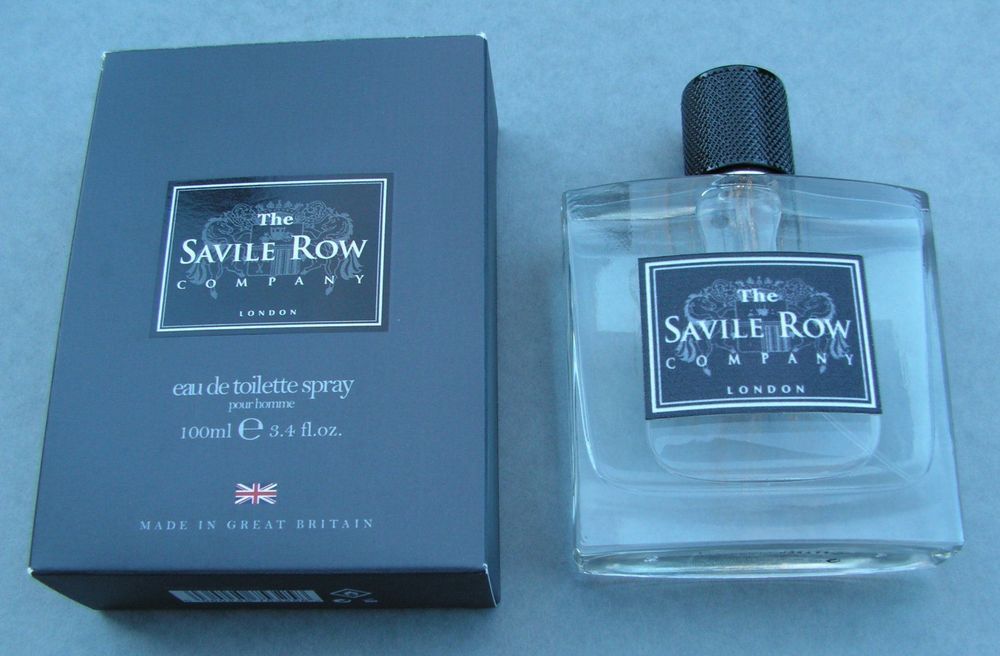 The
SAVILE ROW
COMPANY
LONDON
eau de toilette spray
pour homme
100ml ℮ 3.4 fl.oz.
MADE IN GREAT BRITAIN
The
SAVILE ROW
COMPANY
LONDON